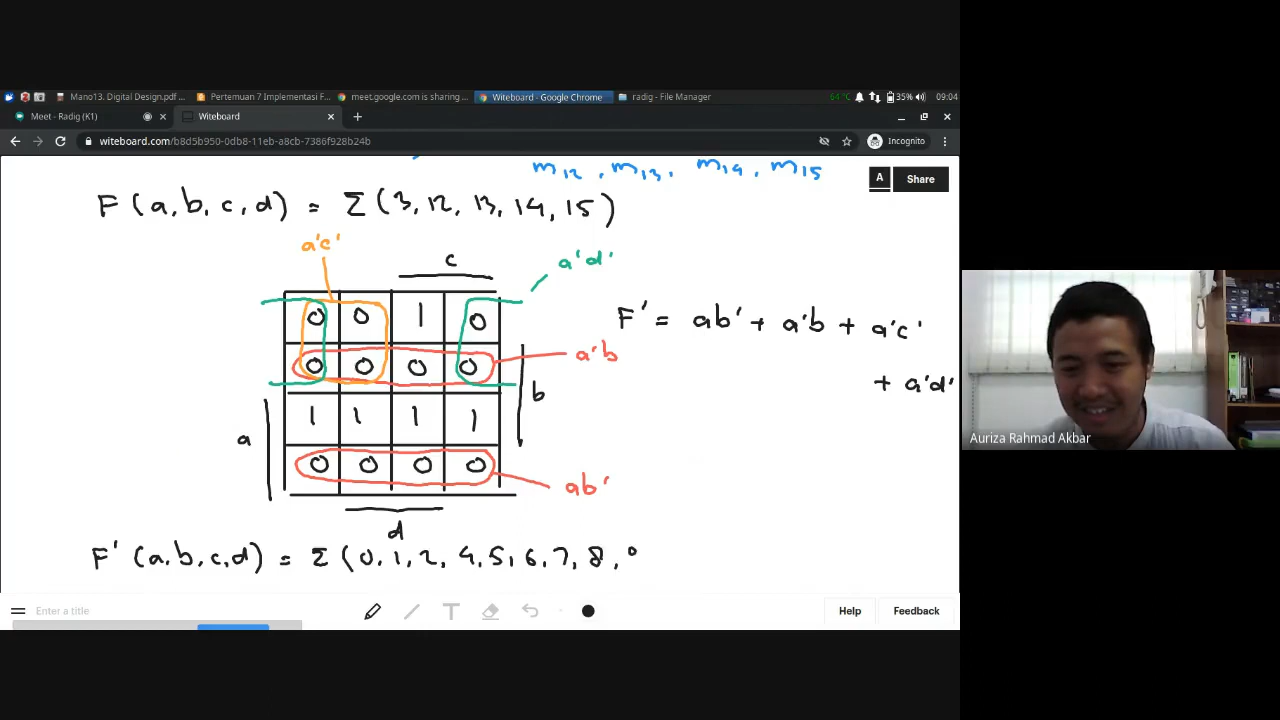 Mano13. Digital Design.pdf ...
Pertemuan 7 Implementasi F...
meet.google.com is sharing ...
Witeboard - Google Chrome
radig - File Manager
64 °C
35%
09:04
Meet - Radig (K1)
Witeboard
witeboard.com/b8d5b950-0db8-11eb-a8cb-7386f928b24b
Incognito
m12, m13, m14, m15
A Share
F (a, b, c, d) = Σ (3, 12, 13, 14, 15)
a'c'
c
a'd'
0 0 1 0
F' = ab' + a'b + a'c'
a'b
0 0 0 0
+ a'd'
b
1 1 1 1
a
Auriza Rahmad Akbar
0 0 0 0
ab'
d
F' (a, b, c, d) = Σ (0, 1, 2, 4, 5, 6, 7, 8,
Enter a title
T
Help
Feedback